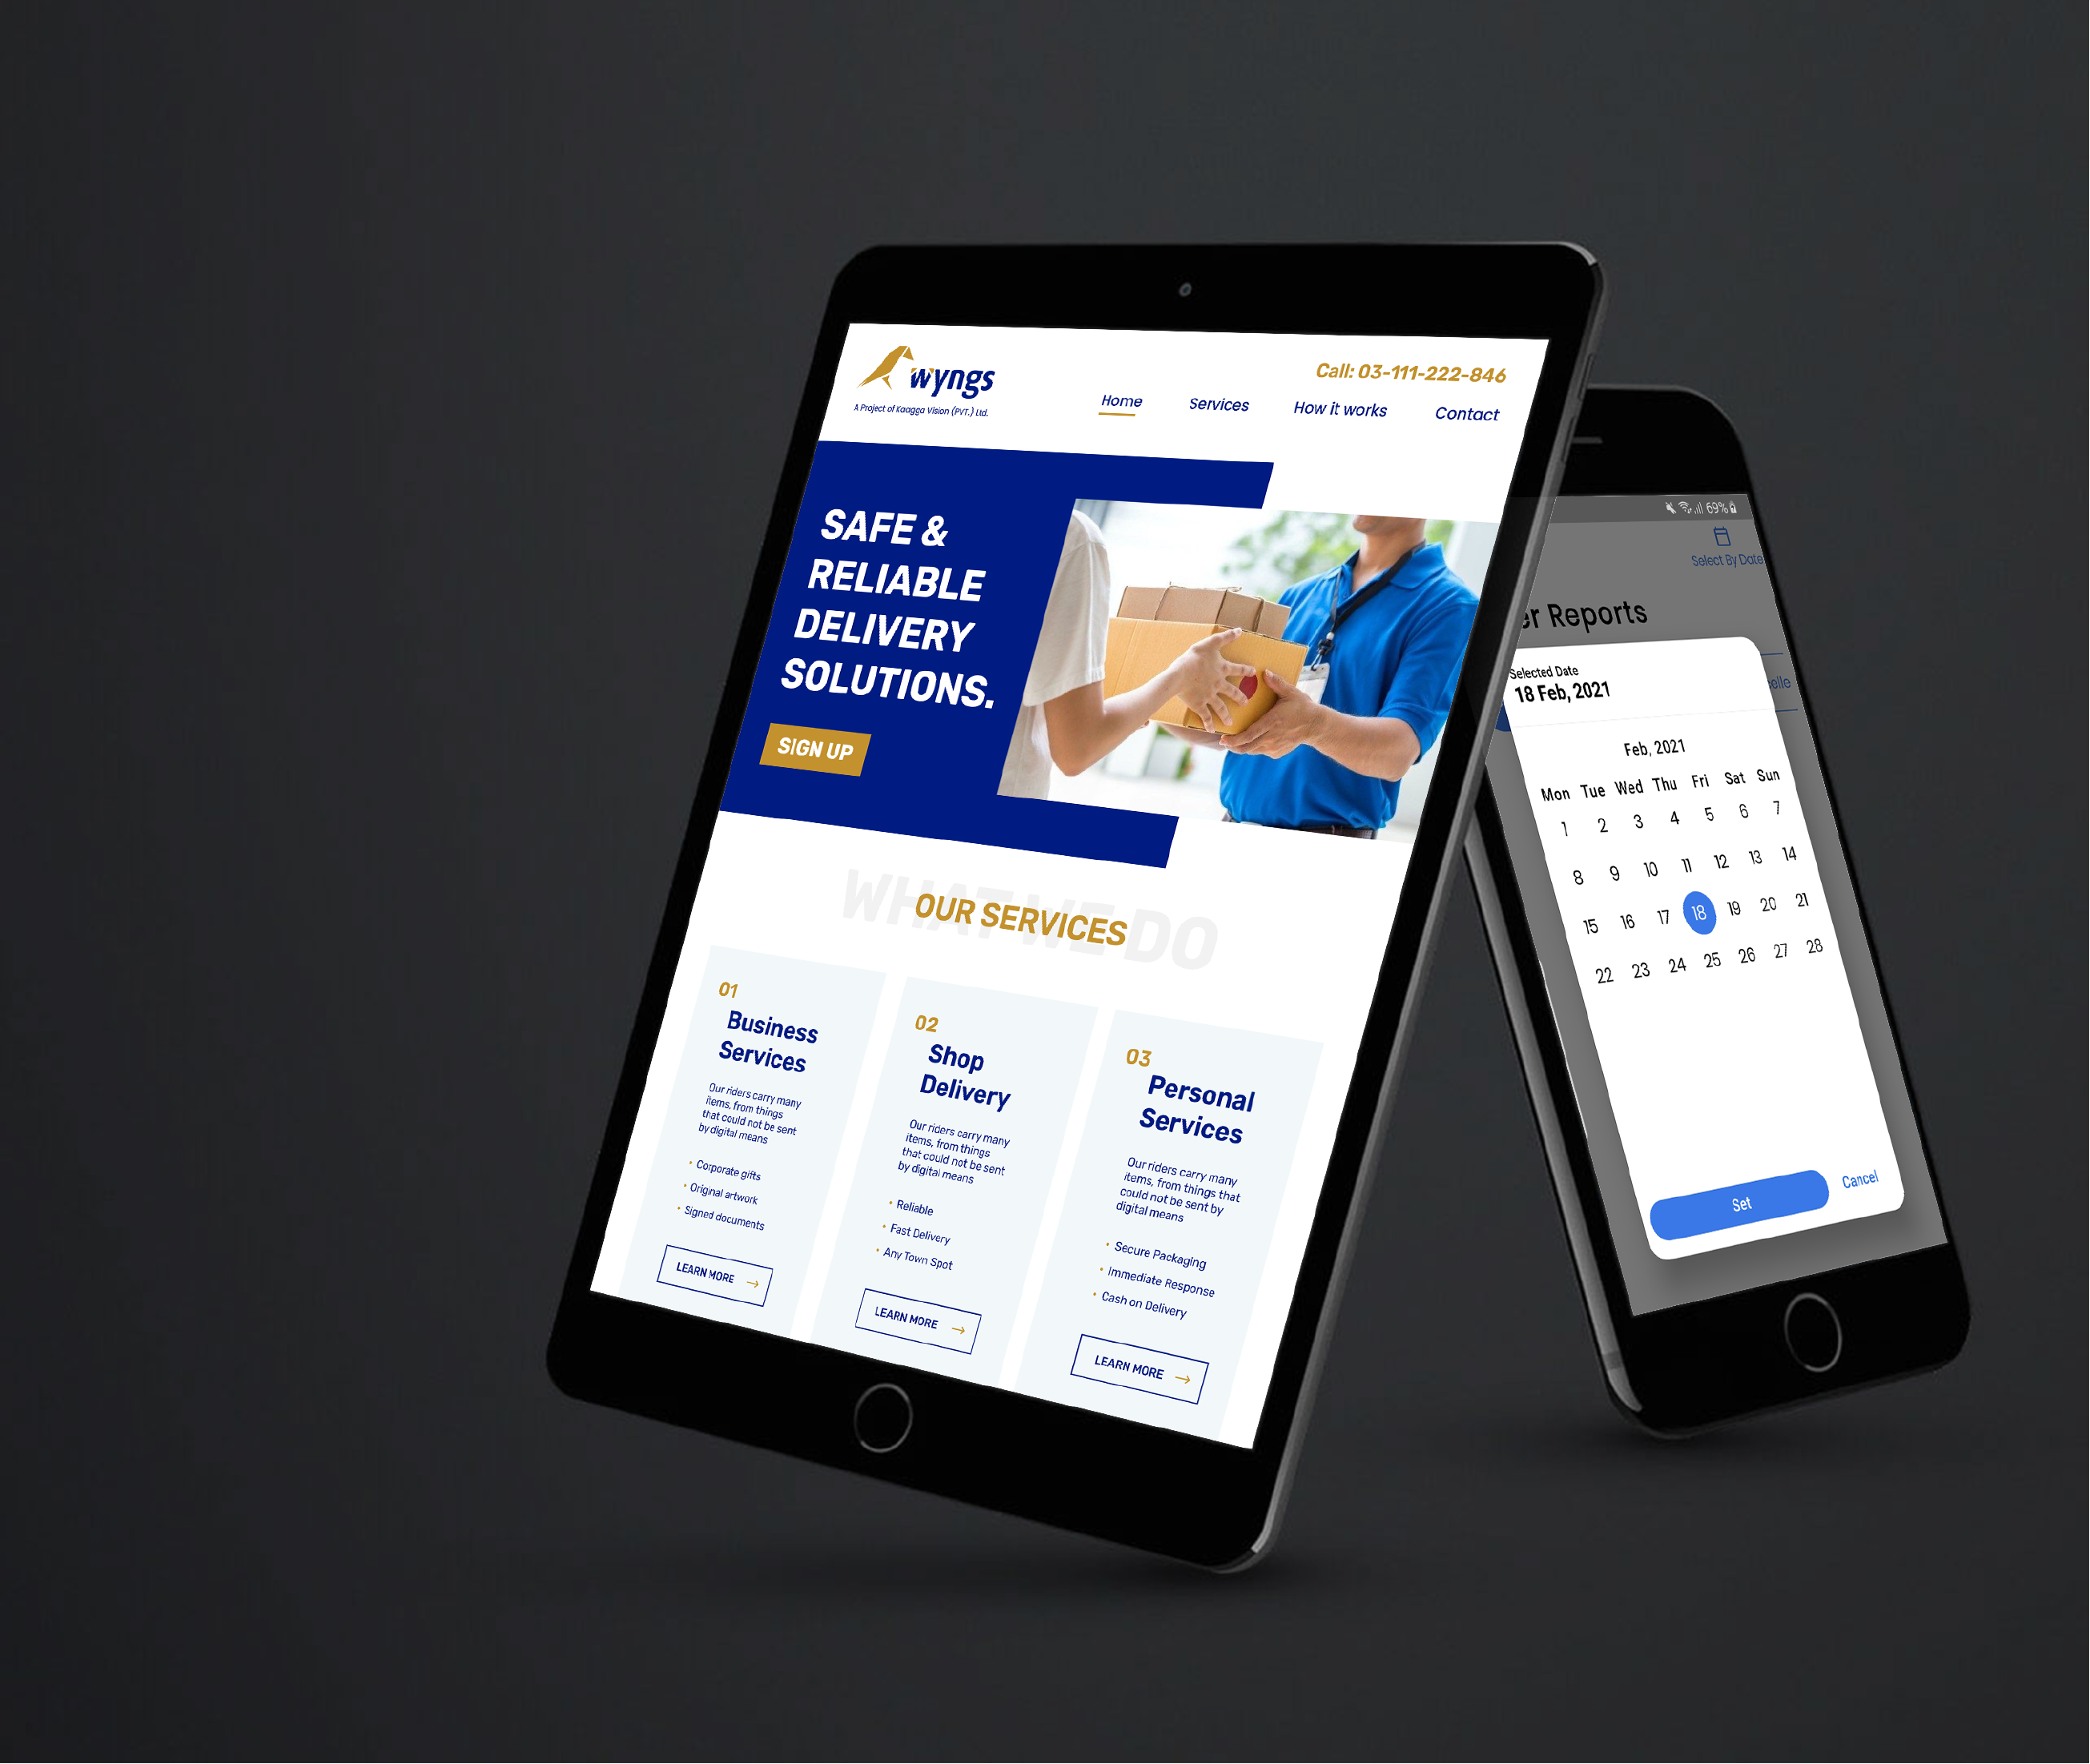 wyngs
A Project of Kaagga Vision (PVT.) Ltd.
Call: 03-111-222-846
Home
Services
How it works
Contact
SAFE &
RELIABLE
DELIVERY
SOLUTIONS.
SIGN UP
WHAT WE DO
OUR SERVICES
01
Business
Services
Our riders carry many
items, from things
that could not be sent
by digital means
• Corporate gifts
• Original artwork
• Signed documents
LEARN MORE →
02
Shop
Delivery
Our riders carry many
items, from things
that could not be sent
by digital means
• Reliable
• Fast Delivery
• Any Town Spot
LEARN MORE →
03
Personal
Services
Our riders carry many
items, from things that
could not be sent by
digital means
• Secure Packaging
• Immediate Response
• Cash on Delivery
LEARN MORE →
69%
Select By Date
er Reports
Selected Date
18 Feb, 2021
Feb, 2021
Mon Tue Wed Thu Fri Sat Sun
1 2 3 4 5 6 7
8 9 10 11 12 13 14
15 16 17 18 19 20 21
22 23 24 25 26 27 28
Set
Cancel